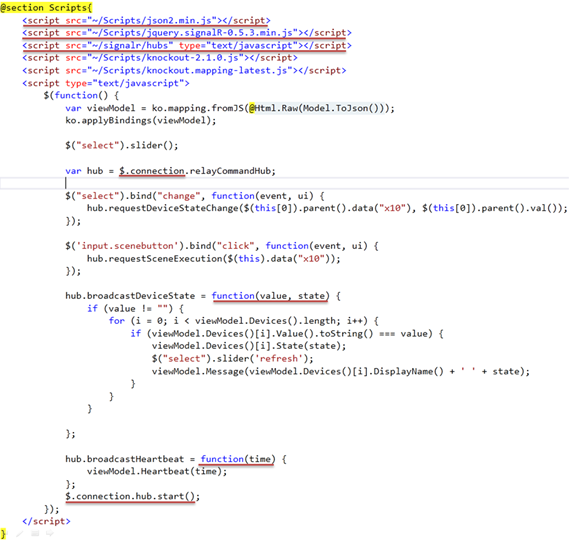 @section Scripts{
    <script src="~/Scripts/json2.min.js"></script>
    <script src="~/Scripts/jquery.signalR-0.5.3.min.js"></script>
    <script src="~/signalr/hubs" type="text/javascript"></script>
    <script src="~/Scripts/knockout-2.1.0.js"></script>
    <script src="~/Scripts/knockout.mapping-latest.js"></script>
    <script type="text/javascript">
        $(function() {
            var viewModel = ko.mapping.fromJS(@Html.Raw(Model.ToJson()));
            ko.applyBindings(viewModel);

            $("select").slider();

            var hub = $.connection.relayCommandHub;

            $("select").bind("change", function(event, ui) {
                hub.requestDeviceStateChange($(this[0]).parent().data("x10"), $(this[0]).parent().val());
            });

            $('input.scenebutton').bind("click", function(event, ui) {
                hub.requestSceneExecution($(this).data("x10"));
            });

            hub.broadcastDeviceState = function(value, state) {
                if (value != "") {
                    for (i = 0; i < viewModel.Devices().length; i++) {
                        if (viewModel.Devices()[i].Value().toString() === value) {
                            viewModel.Devices()[i].State(state);
                            $("select").slider('refresh');
                            viewModel.Message(viewModel.Devices()[i].DisplayName() + ' ' + state);
                        }
                    }
                }

            };

            hub.broadcastHeartbeat = function(time) {
                viewModel.Heartbeat(time);
            };
            $.connection.hub.start();
        });
    </script>
}